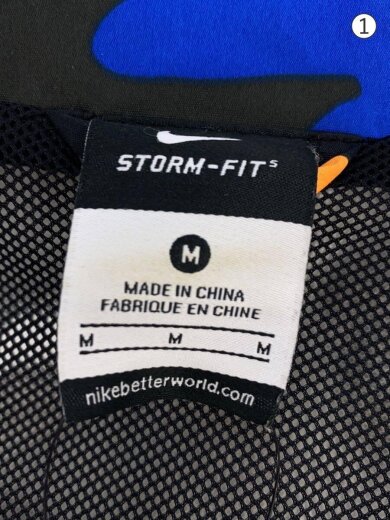 ①
STORM-FIT S
M
MADE IN CHINA
FABRIQUE EN CHINE
M M M
nikebetterworld.com